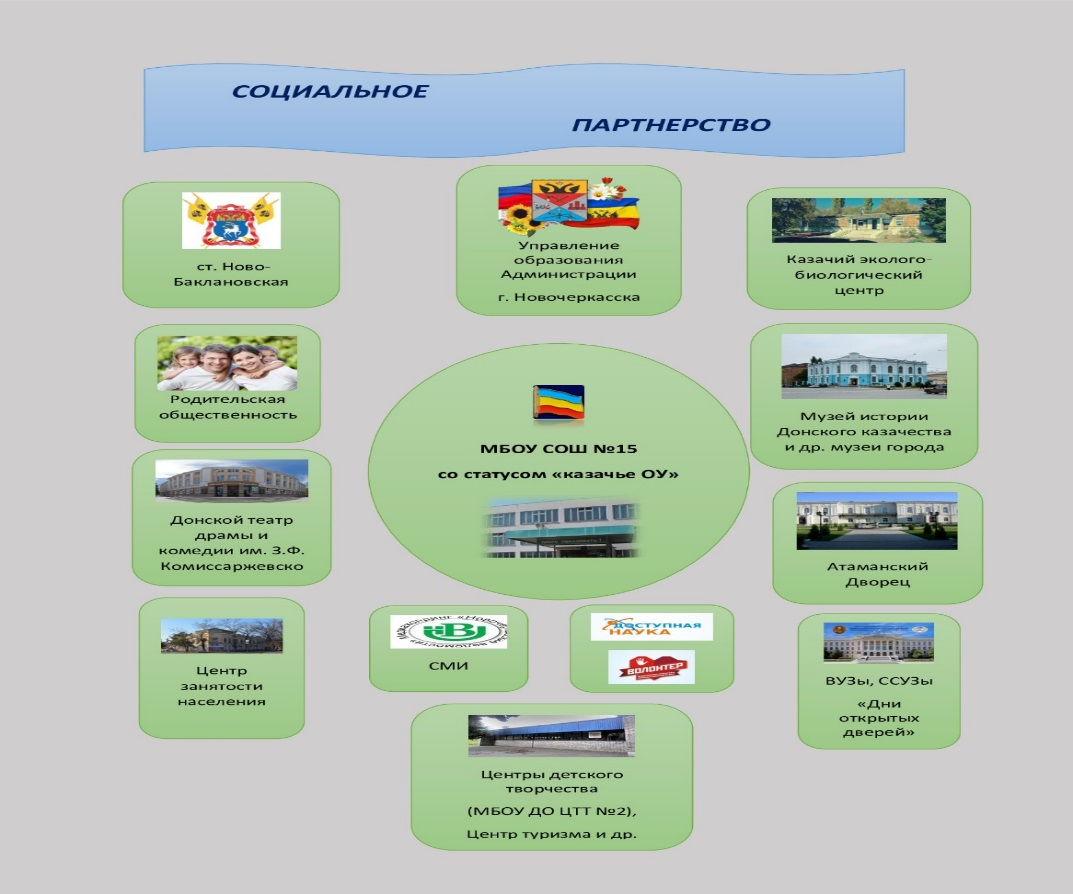 СОЦИАЛЬНОЕ
ПАРТНЕРСТВО
ст. Ново-
Баклановская
Управление
образования
Администрации
г. Новочеркасска
Казачий эколого-
биологический
центр
Родительская
общественность
МБОУ СОШ №15
со статусом «казачье ОУ»
Музей истории
Донского казачества
и др. музеи города
Донской театр
драмы и
комедии им. З.Ф.
Комиссаржевско
Атаманский
Дворец
Центр
занятости
населения
СМИ
ДОСТУПНАЯ
НАУКА
ВОЛОНТЕР
ВУЗы, ССУЗы
«Дни
открытых
дверей»
Центры детского
творчества
(МБОУ ДО ЦТТ №2),
Центр туризма и др.